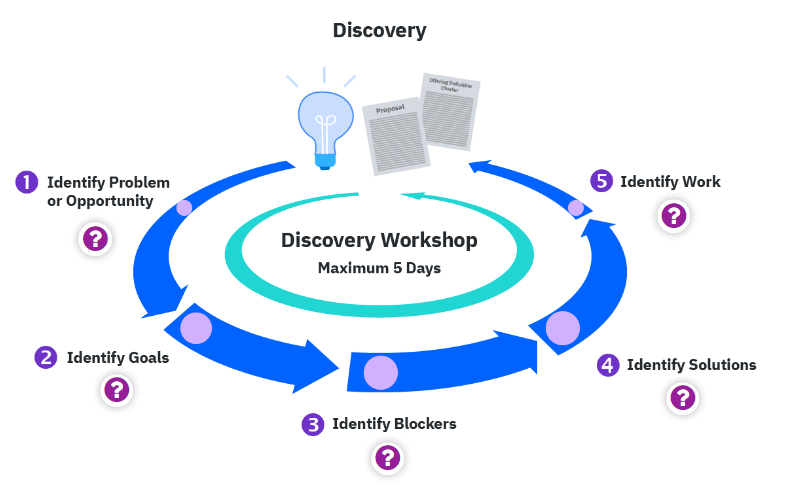 Discovery
Offering Definition
Charter
Proposal
1
Identify Problem
or Opportunity
?
5
Identify Work
?
Discovery Workshop
Maximum 5 Days
2
Identify Goals
?
4
Identify Solutions
?
3
Identify Blockers
?